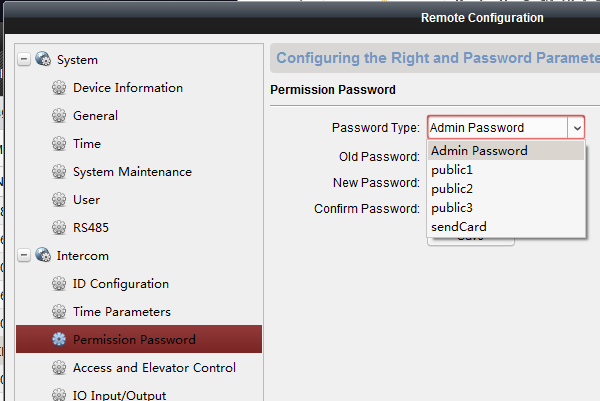 Remote Configuration
System
Device Information
General
Time
System Maintenance
User
RS485
Intercom
ID Configuration
Time Parameters
Permission Password
Access and Elevator Control
IO Input/Output
Configuring the Right and Password Paramete
Permission Password
Password Type: Admin Password
Admin Password
public1
public2
public3
sendCard
Old Password:
New Password:
Confirm Password: